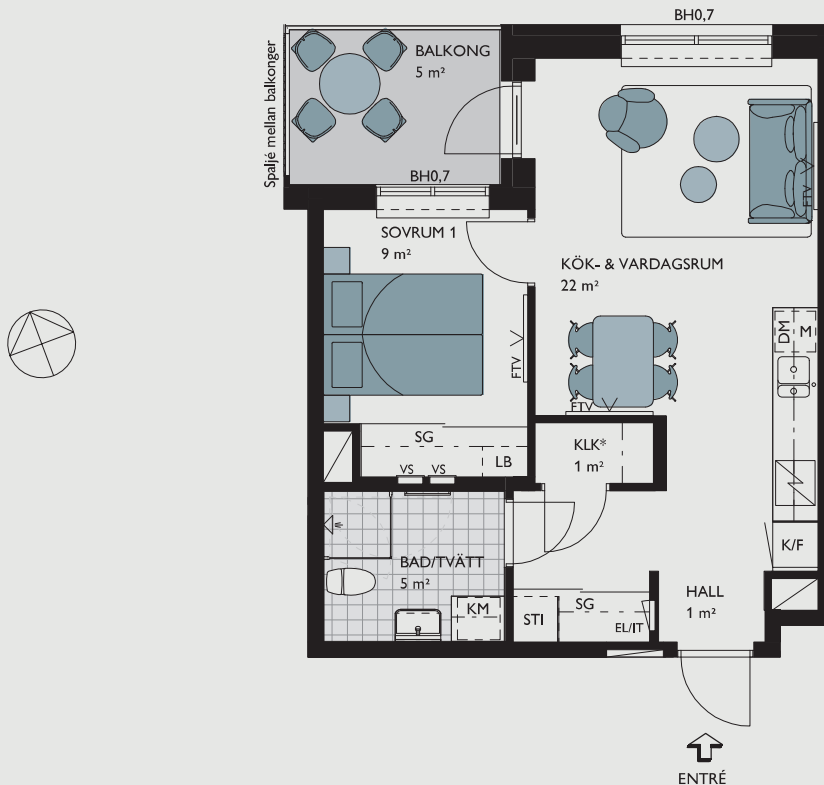 BH0,7
Spaljé mellan balkonger
BALKONG
5 m²
BH0,7
SOVRUM 1
9 m²
FTV
KÖK- & VARDAGSRUM
22 m²
DM
M
FTV
FTV
SG
LB
KLK*
1 m²
VS
VS
K/F
BAD/TVÄTT
5 m²
KM
STI
SG
EL/IT
HALL
1 m²
ENTRÉ